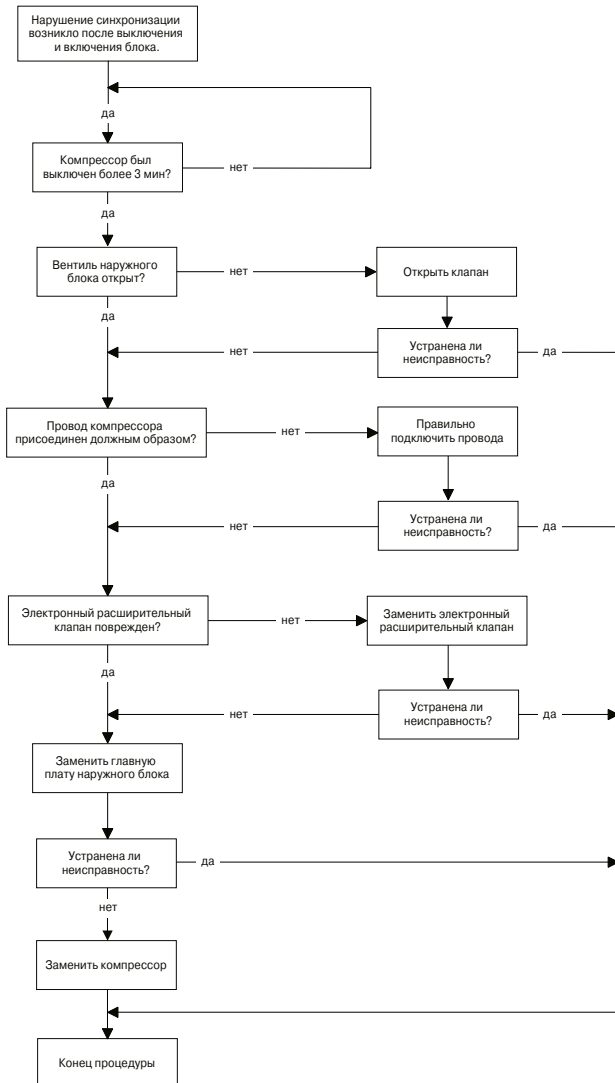 Нарушение синхронизации
возникло после выключения
и включения блока.
да
Компрессор был
выключен более 3 мин?
нет
да
Вентиль наружного
блока открыт?
нет
Открыть клапан
да
нет
Устранена ли
неисправность?
да
Провод компрессора
присоединен должным образом?
нет
Правильно
подключить провода
да
нет
Устранена ли
неисправность?
да
Электронный расширительный
клапан поврежден?
нет
Заменить электронный
расширительный клапан
да
нет
Устранена ли
неисправность?
да
Заменить главную
плату наружного блока
Устранена ли
неисправность?
да
нет
Заменить компрессор
Конец процедуры